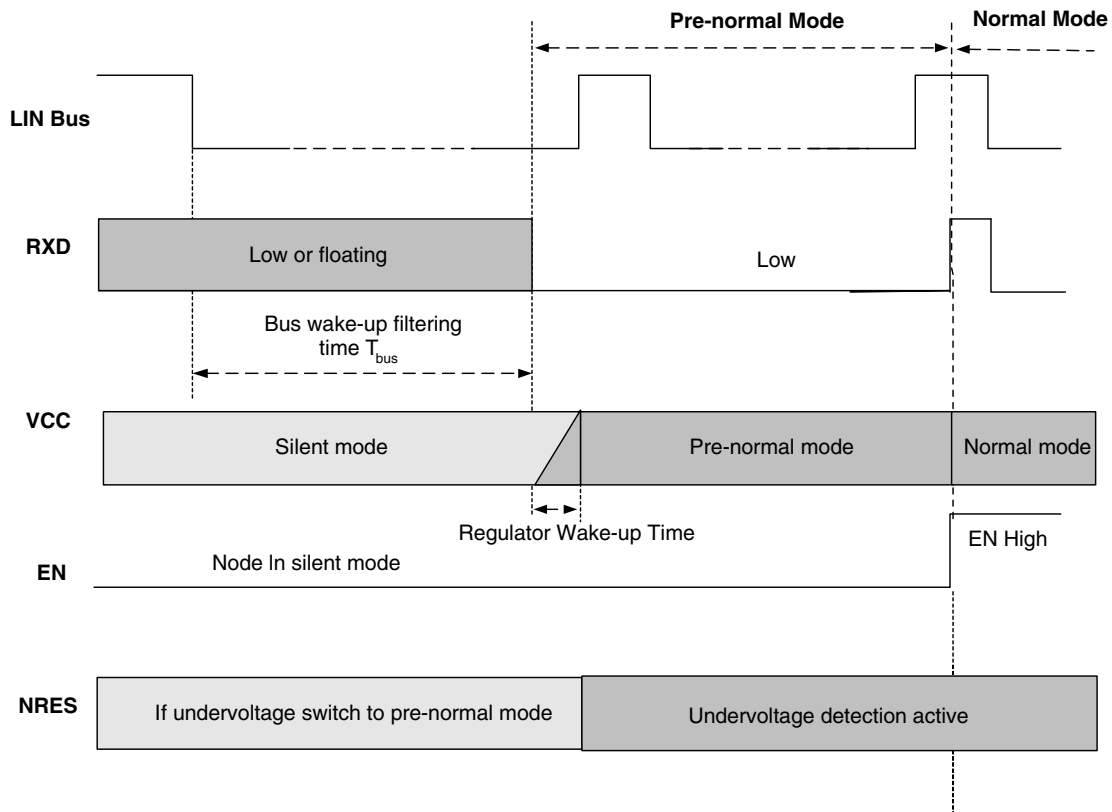 Pre-normal Mode
Normal Mode
LIN Bus
RXD
Low or floating
Low
Bus wake-up filtering
time Tbus
VCC
Silent mode
Pre-normal mode
Normal mode
Regulator Wake-up Time
EN High
Node In silent mode
EN
NRES
If undervoltage switch to pre-normal mode
Undervoltage detection active